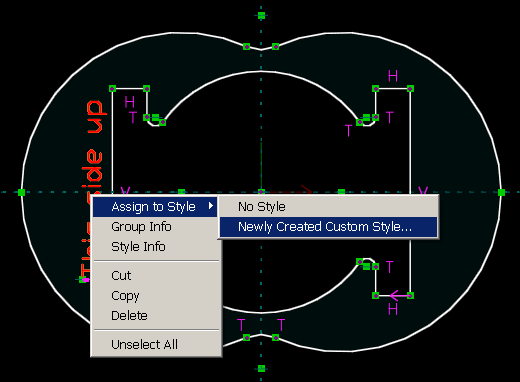 H
H
This side up
H
T
T
T
V
V
Assign to Style
No Style
Group Info
Newly Created Custom Style...
Style Info
T
Cut
Copy
H
Delete
T
T
Unselect All